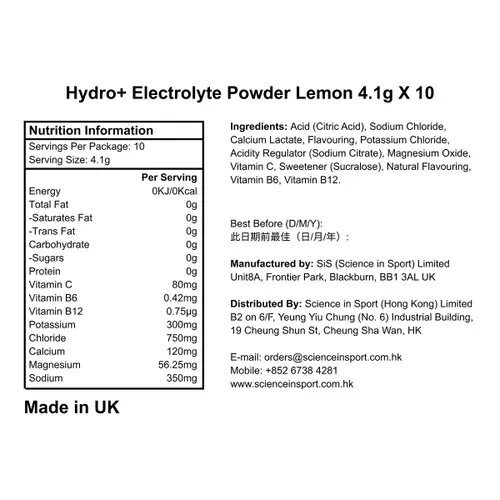 Hydro+ Electrolyte Powder Lemon 4.1g X 10
Nutrition Information
Servings Per Package: 10
Serving Size: 4.1g
Per Serving
Energy 0KJ/0Kcal
Total Fat 0g
-Saturates Fat 0g
-Trans Fat 0g
Carbohydrate 0g
-Sugars 0g
Protein 0g
Vitamin C 80mg
Vitamin B6 0.42mg
Vitamin B12 0.75µg
Potassium 300mg
Chloride 750mg
Calcium 120mg
Magnesium 56.25mg
Sodium 350mg
Made in UK
Ingredients: Acid (Citric Acid), Sodium Chloride,
Calcium Lactate, Flavouring, Potassium Chloride,
Acidity Regulator (Sodium Citrate), Magnesium Oxide,
Vitamin C, Sweetener (Sucralose), Natural Flavouring,
Vitamin B6, Vitamin B12.
Best Before (D/M/Y):
此日期前最佳（日/月/年）:
Manufactured by: SiS (Science in Sport) Limited
Unit8A, Frontier Park, Blackburn, BB1 3AL UK
Distributed By: Science in Sport (Hong Kong) Limited
B2 on 6/F, Yeung Yiu Chung (No. 6) Industrial Building,
19 Cheung Shun St, Cheung Sha Wan, HK
E-mail: orders@scienceinsport.com.hk
Mobile: +852 6738 4281
www.scienceinsport.com.hk